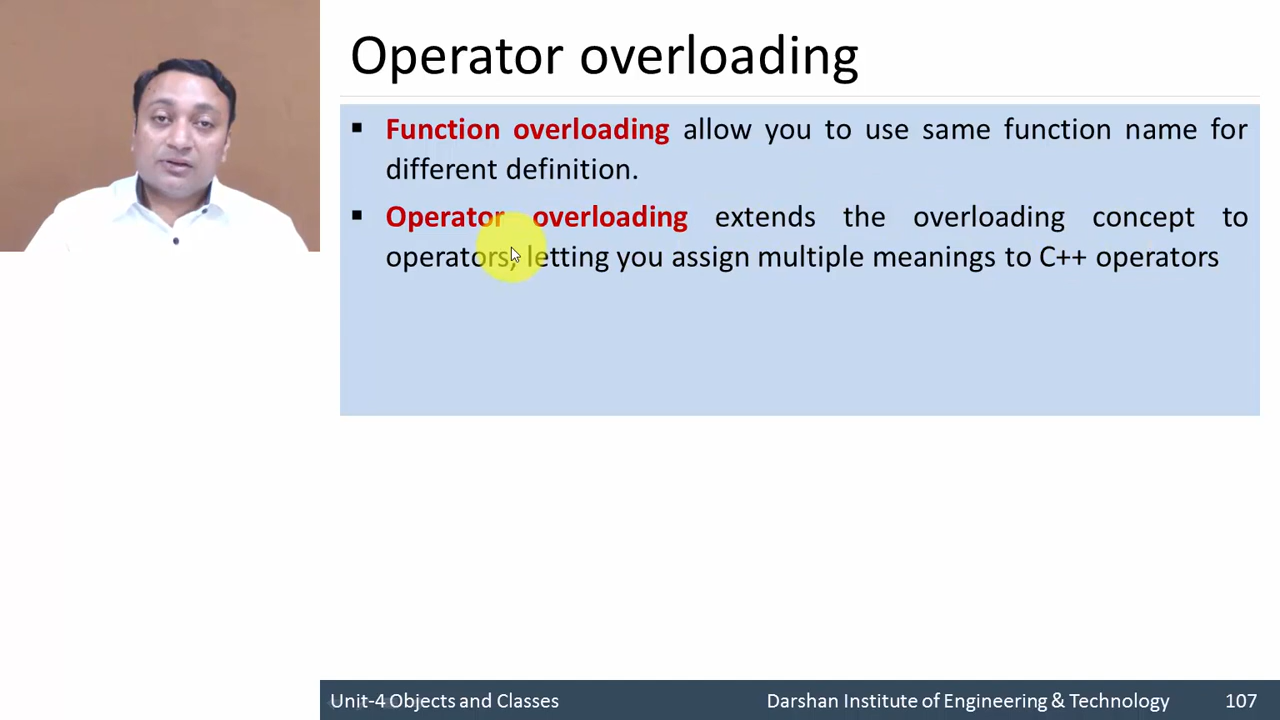 Operator overloading
▪ Function overloading allow you to use same function name for
different definition.
▪ Operator overloading extends the overloading concept to
operators, letting you assign multiple meanings to C++ operators
Unit-4 Objects and Classes Darshan Institute of Engineering & Technology 107